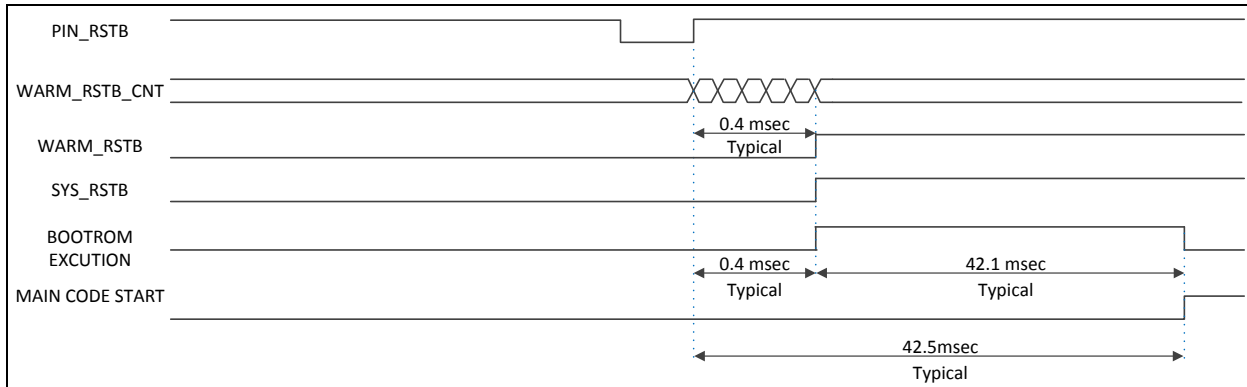 PIN_RSTB
WARM_RSTB_CNT
0.4 msec
Typical
WARM_RSTB
SYS_RSTB
BOOTROM
EXCUTION
0.4 msec
Typical
42.1 msec
Typical
MAIN CODE START
42.5msec
Typical